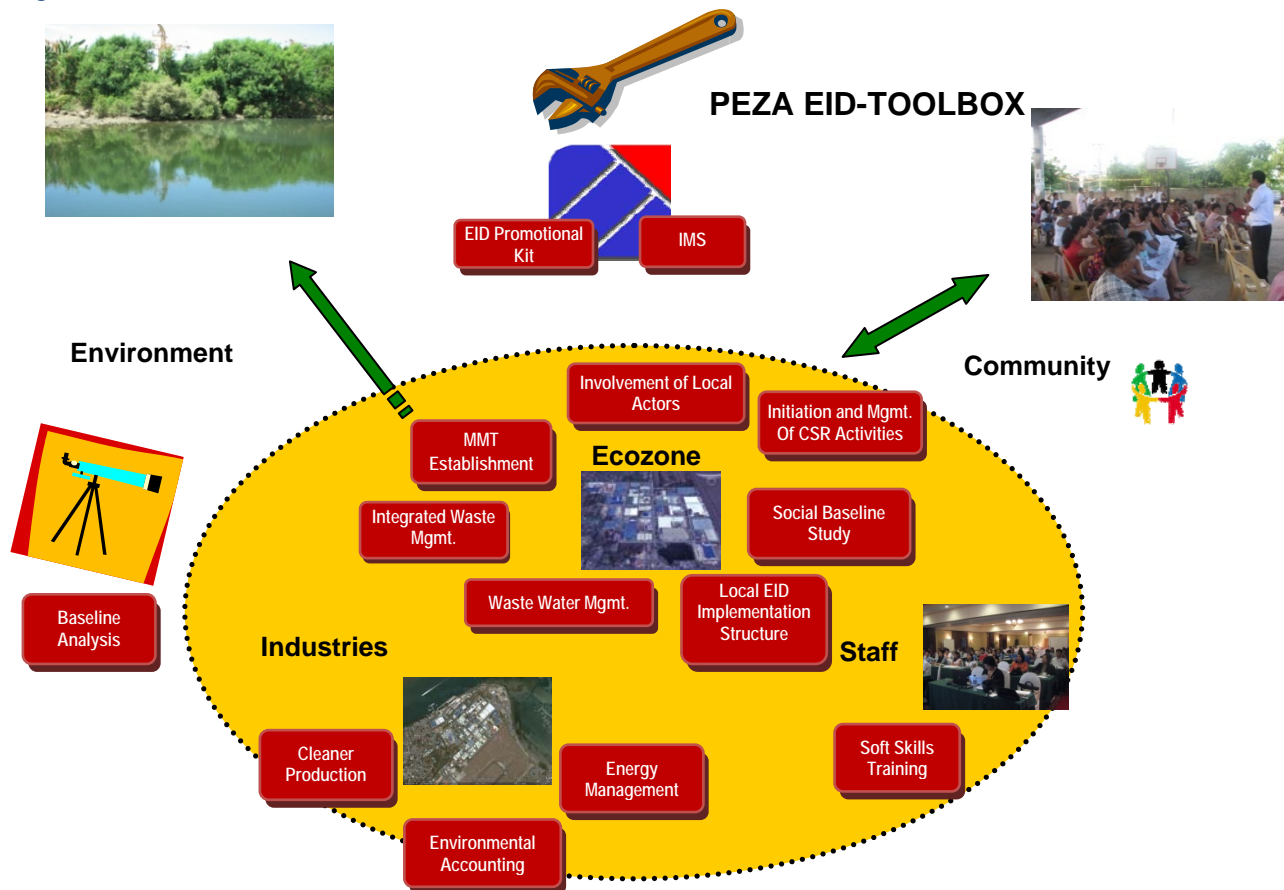 PEZA EID-TOOLBOX
EID Promotional
Kit
IMS
Environment
Community
Involvement of Local
Actors
Initiation and Mgmt.
Of CSR Activities
MMT
Establishment
Ecozone
Integrated Waste
Mgmt.
Social Baseline
Study
Waste Water Mgmt.
Local EID
Implementation
Structure
Baseline
Analysis
Industries
Staff
Cleaner
Production
Energy
Management
Soft Skills
Training
Environmental
Accounting